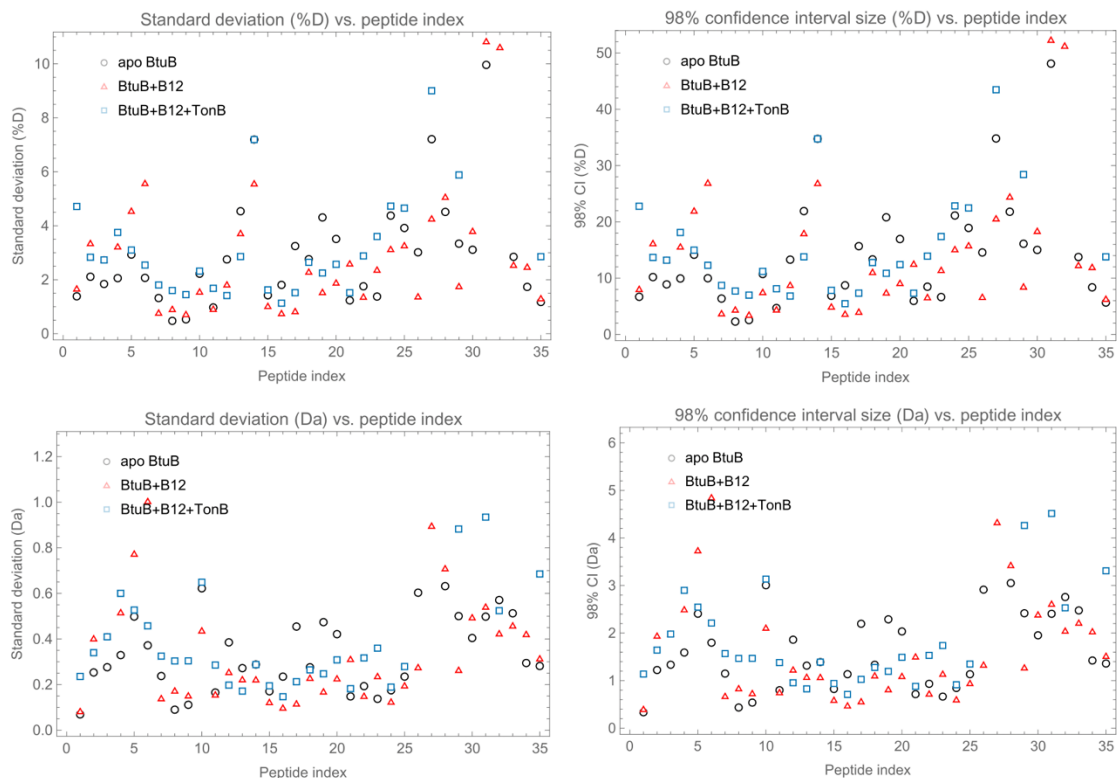 Standard deviation (%D) vs. peptide index
Standard deviation (%D)
10
8
6
4
2
0
apo BtuB
BtuB+B12
BtuB+B12+TonB
0 5 10 15 20 25 30 35
Peptide index
98% confidence interval size (%D) vs. peptide index
98% CI (%D)
50
40
30
20
10
0
apo BtuB
BtuB+B12
BtuB+B12+TonB
0 5 10 15 20 25 30 35
Peptide index
Standard deviation (Da) vs. peptide index
Standard deviation (Da)
1.2
1.0
0.8
0.6
0.4
0.2
0.0
apo BtuB
BtuB+B12
BtuB+B12+TonB
0 5 10 15 20 25 30 35
Peptide index
98% confidence interval size (Da) vs. peptide index
98% CI (Da)
6
5
4
3
2
1
0
apo BtuB
BtuB+B12
BtuB+B12+TonB
0 5 10 15 20 25 30 35
Peptide index